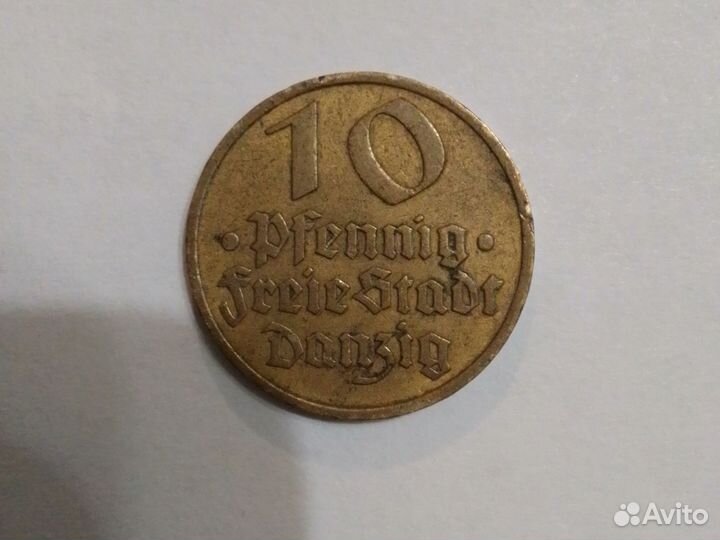 10
· Pfennig ·
Freie Stadt
Danzig
Avito